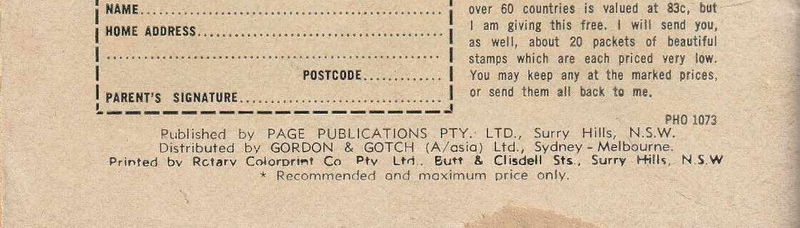 NAME
HOME ADDRESS
POSTCODE
PARENT'S SIGNATURE
over 60 countries is valued at 83c, but
I am giving this free. I will send you,
as well, about 20 packets of beautiful
stamps which are each priced very low.
You may keep any at the marked prices,
or send them all back to me.
PHO 1073
Published by PAGE PUBLICATIONS PTY. LTD., Surry Hills, N.S.W.
Distributed by GORDON & GOTCH (A/asia) Ltd., Sydney - Melbourne.
Printed by Rotary Colorprint Co Pty Ltd., Butt & Clisdell Sts., Surry Hills, N.S.W
* Recommended and maximum price only.